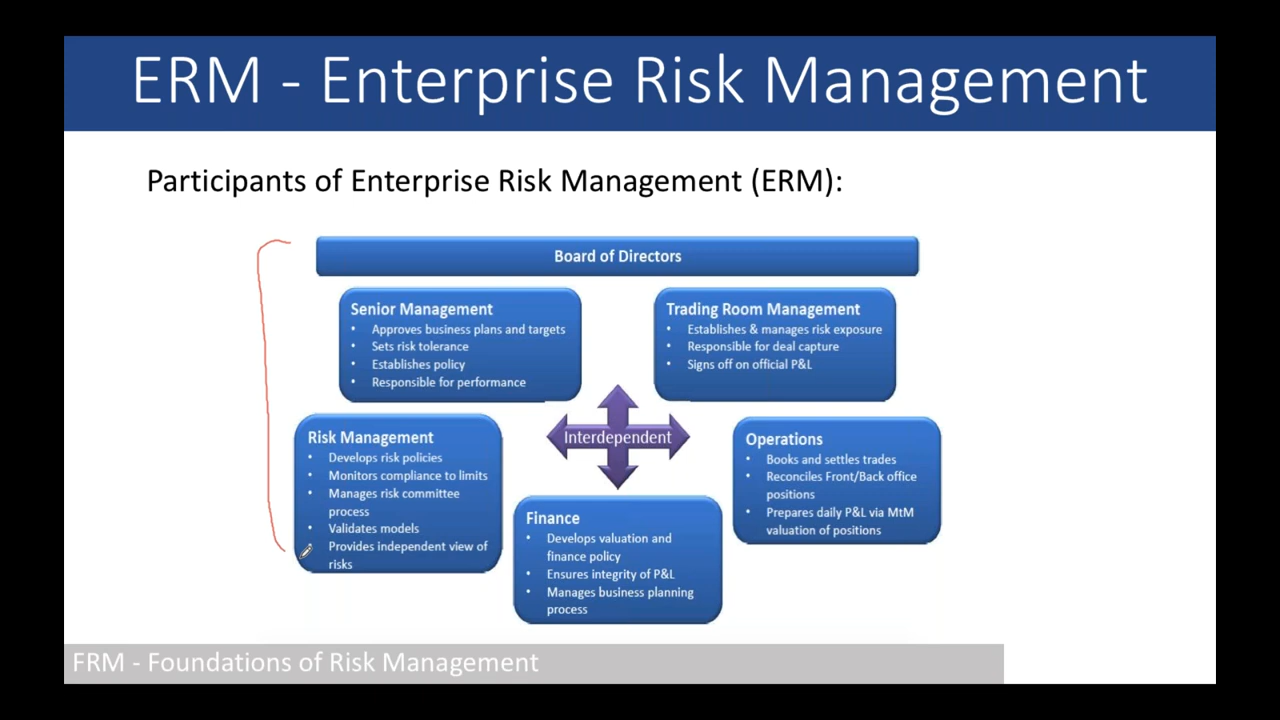 ERM - Enterprise Risk Management
Participants of Enterprise Risk Management (ERM):
Board of Directors
Senior Management
• Approves business plans and targets
• Sets risk tolerance
• Establishes policy
• Responsible for performance
Trading Room Management
• Establishes & manages risk exposure
• Responsible for deal capture
• Signs off on official P&L
Interdependent
Risk Management
• Develops risk policies
• Monitors compliance to limits
• Manages risk committee
process
• Validates models
• Provides independent view of
risks
Operations
• Books and settles trades
• Reconciles Front/Back office
positions
• Prepares daily P&L via MtM
valuation of positions
Finance
• Develops valuation and
finance policy
• Ensures integrity of P&L
• Manages business planning
process
FRM - Foundations of Risk Management